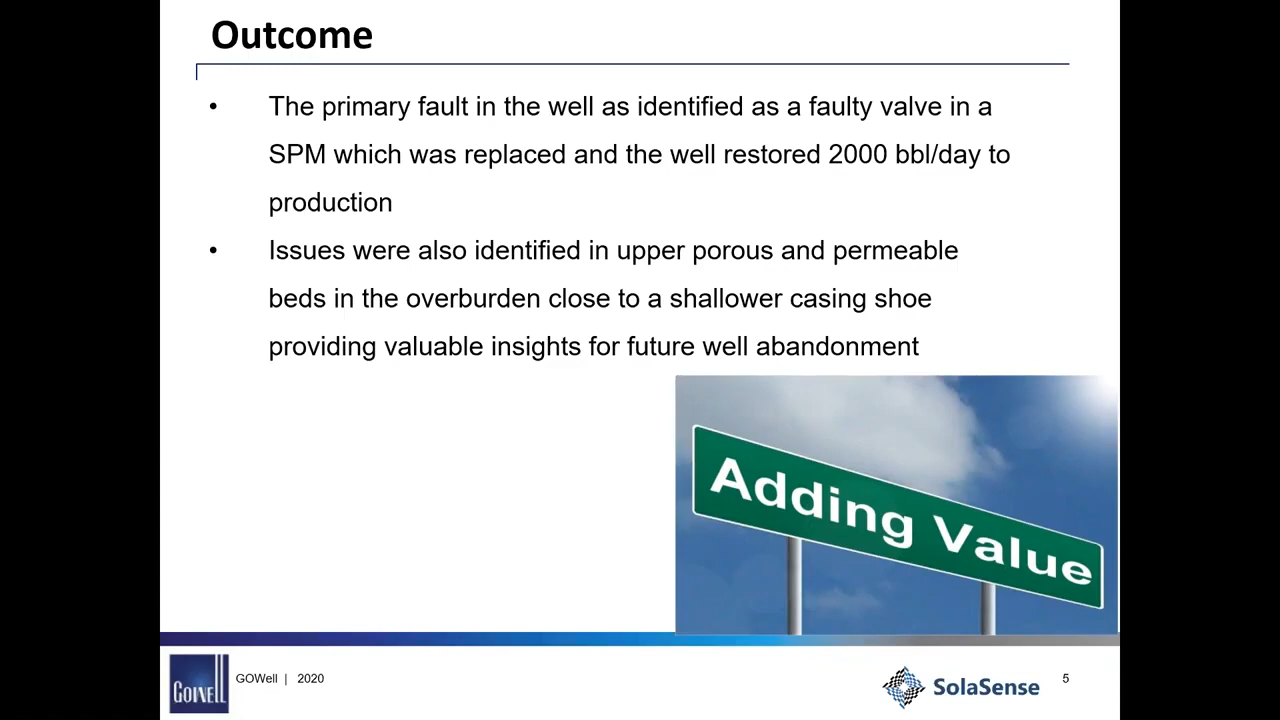 Outcome
• The primary fault in the well as identified as a faulty valve in a
SPM which was replaced and the well restored 2000 bbl/day to
production
• Issues were also identified in upper porous and permeable
beds in the overburden close to a shallower casing shoe
providing valuable insights for future well abandonment
Adding Value
GOWell
GOWell | 2020
SolaSense
5